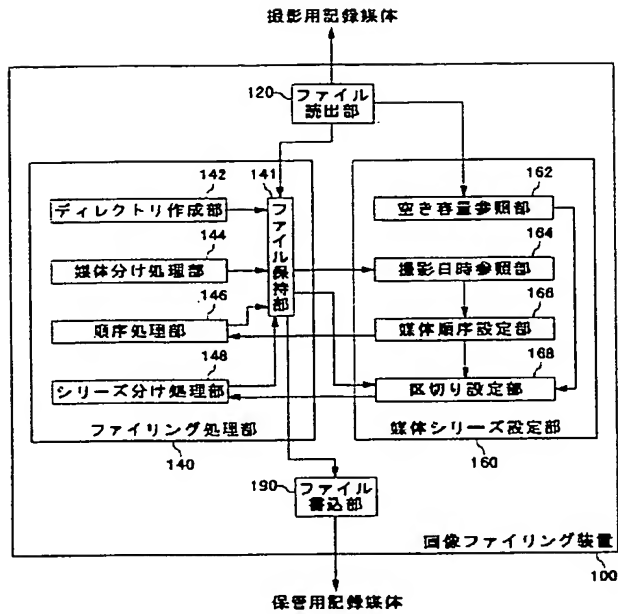 撮影用記録媒体
120
ファイル
読出部
142
141
162
ディレクトリ作成部
ファイル保持部
空き容量参照部
144
164
媒体分け処理部
撮影日時参照部
146
166
順序処理部
媒体順序設定部
148
168
シリーズ分け処理部
区切り設定部
ファイリング処理部
媒体シリーズ設定部
140
160
190
ファイル
書込部
画像ファイリング装置
100
保管用記録媒体